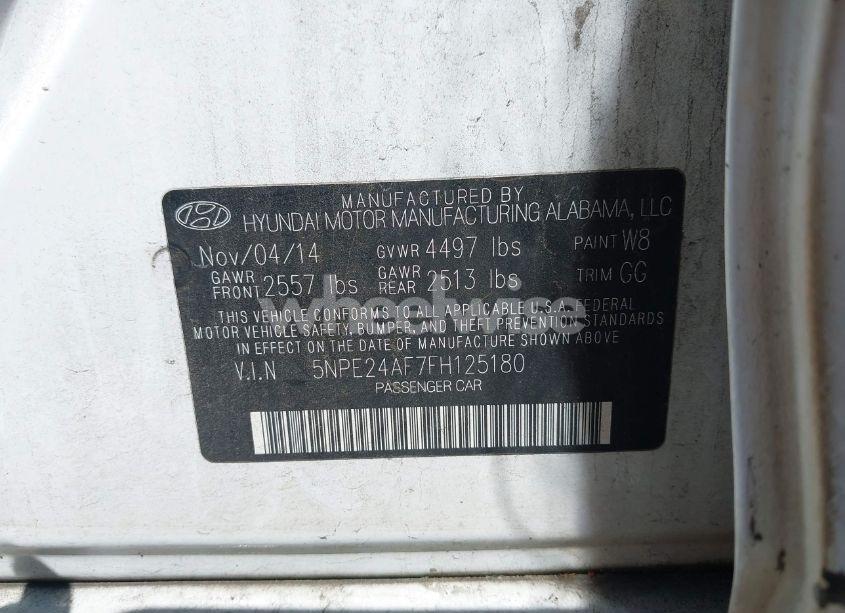 MANUFACTURED BY
HYUNDAI MOTOR MANUFACTURING ALABAMA, LLC
Nov/04/14 GVWR 4497 lbs PAINT W8
GAWR FRONT 2557 lbs GAWR REAR 2513 lbs TRIM GG
wheelwise
THIS VEHICLE CONFORMS TO ALL APPLICABLE U.S.A. FEDERAL
MOTOR VEHICLE SAFETY, BUMPER, AND THEFT PREVENTION STANDARDS
IN EFFECT ON THE DATE OF MANUFACTURE SHOWN ABOVE
V.I.N 5NPE24AF7FH125180
PASSENGER CAR